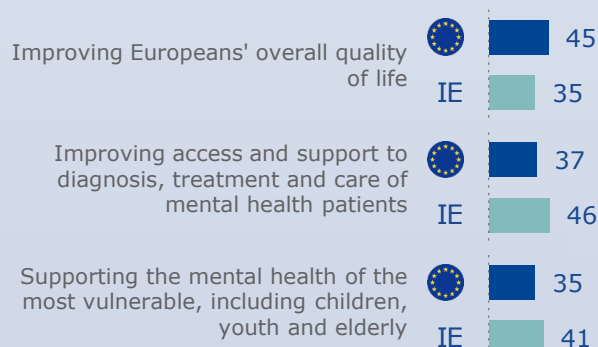 Improving Europeans' overall quality
of life
45
IE 35
Improving access and support to
diagnosis, treatment and care of
mental health patients
37
IE 46
Supporting the mental health of the
most vulnerable, including children,
youth and elderly
35
IE 41